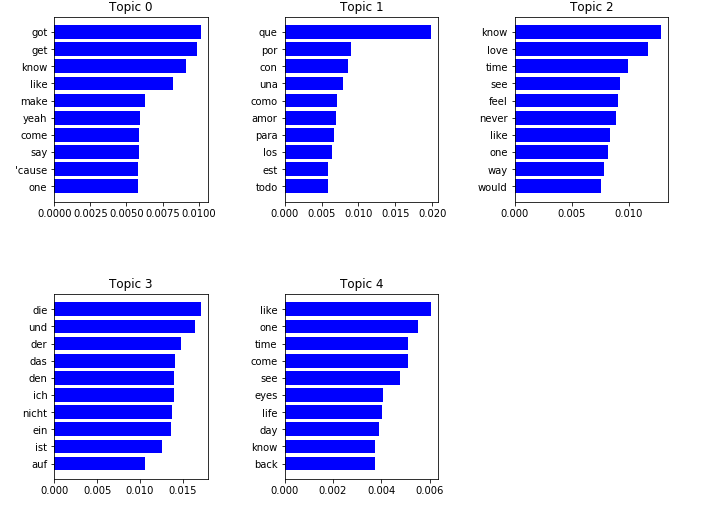 Topic 0
got
get
know
like
make
yeah
come
say
'cause
one
0.0000 0.0025 0.0050 0.0075 0.0100
Topic 1
que
por
con
una
como
amor
para
los
est
todo
0.000 0.005 0.010 0.015 0.020
Topic 2
know
love
time
see
feel
never
like
one
way
would
0.000 0.005 0.010
Topic 3
die
und
der
das
den
ich
nicht
ein
ist
auf
0.000 0.005 0.010 0.015
Topic 4
like
one
time
come
see
eyes
life
day
know
back
0.000 0.002 0.004 0.006